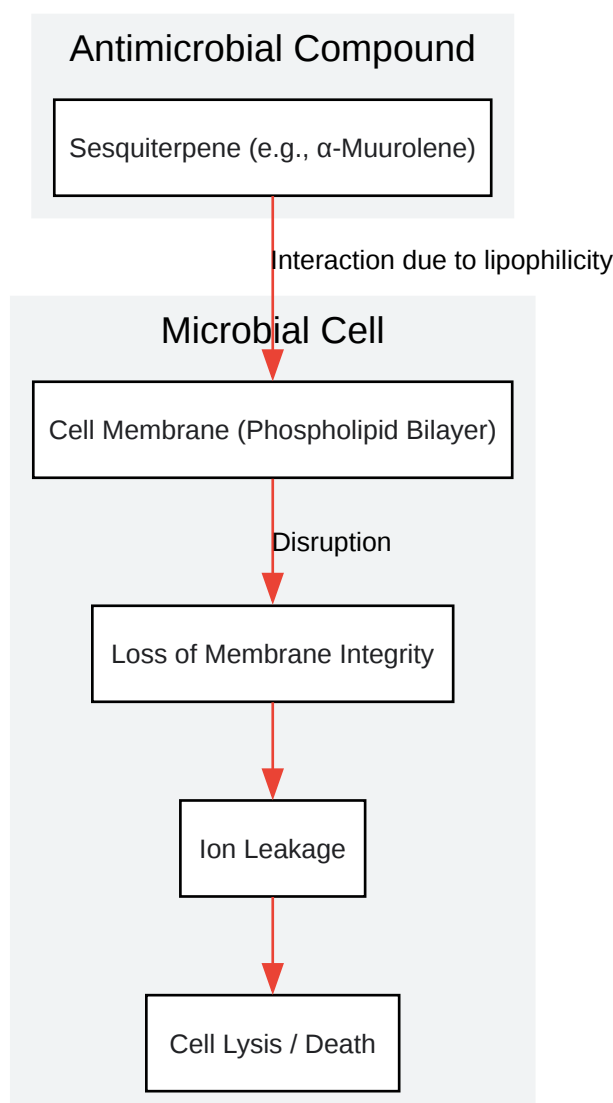 Antimicrobial Compound
Sesquiterpene (e.g., α-Muurolene)
Interaction due to lipophilicity
Microbial Cell
Cell Membrane (Phospholipid Bilayer)
Disruption
Loss of Membrane Integrity
Ion Leakage
Cell Lysis / Death